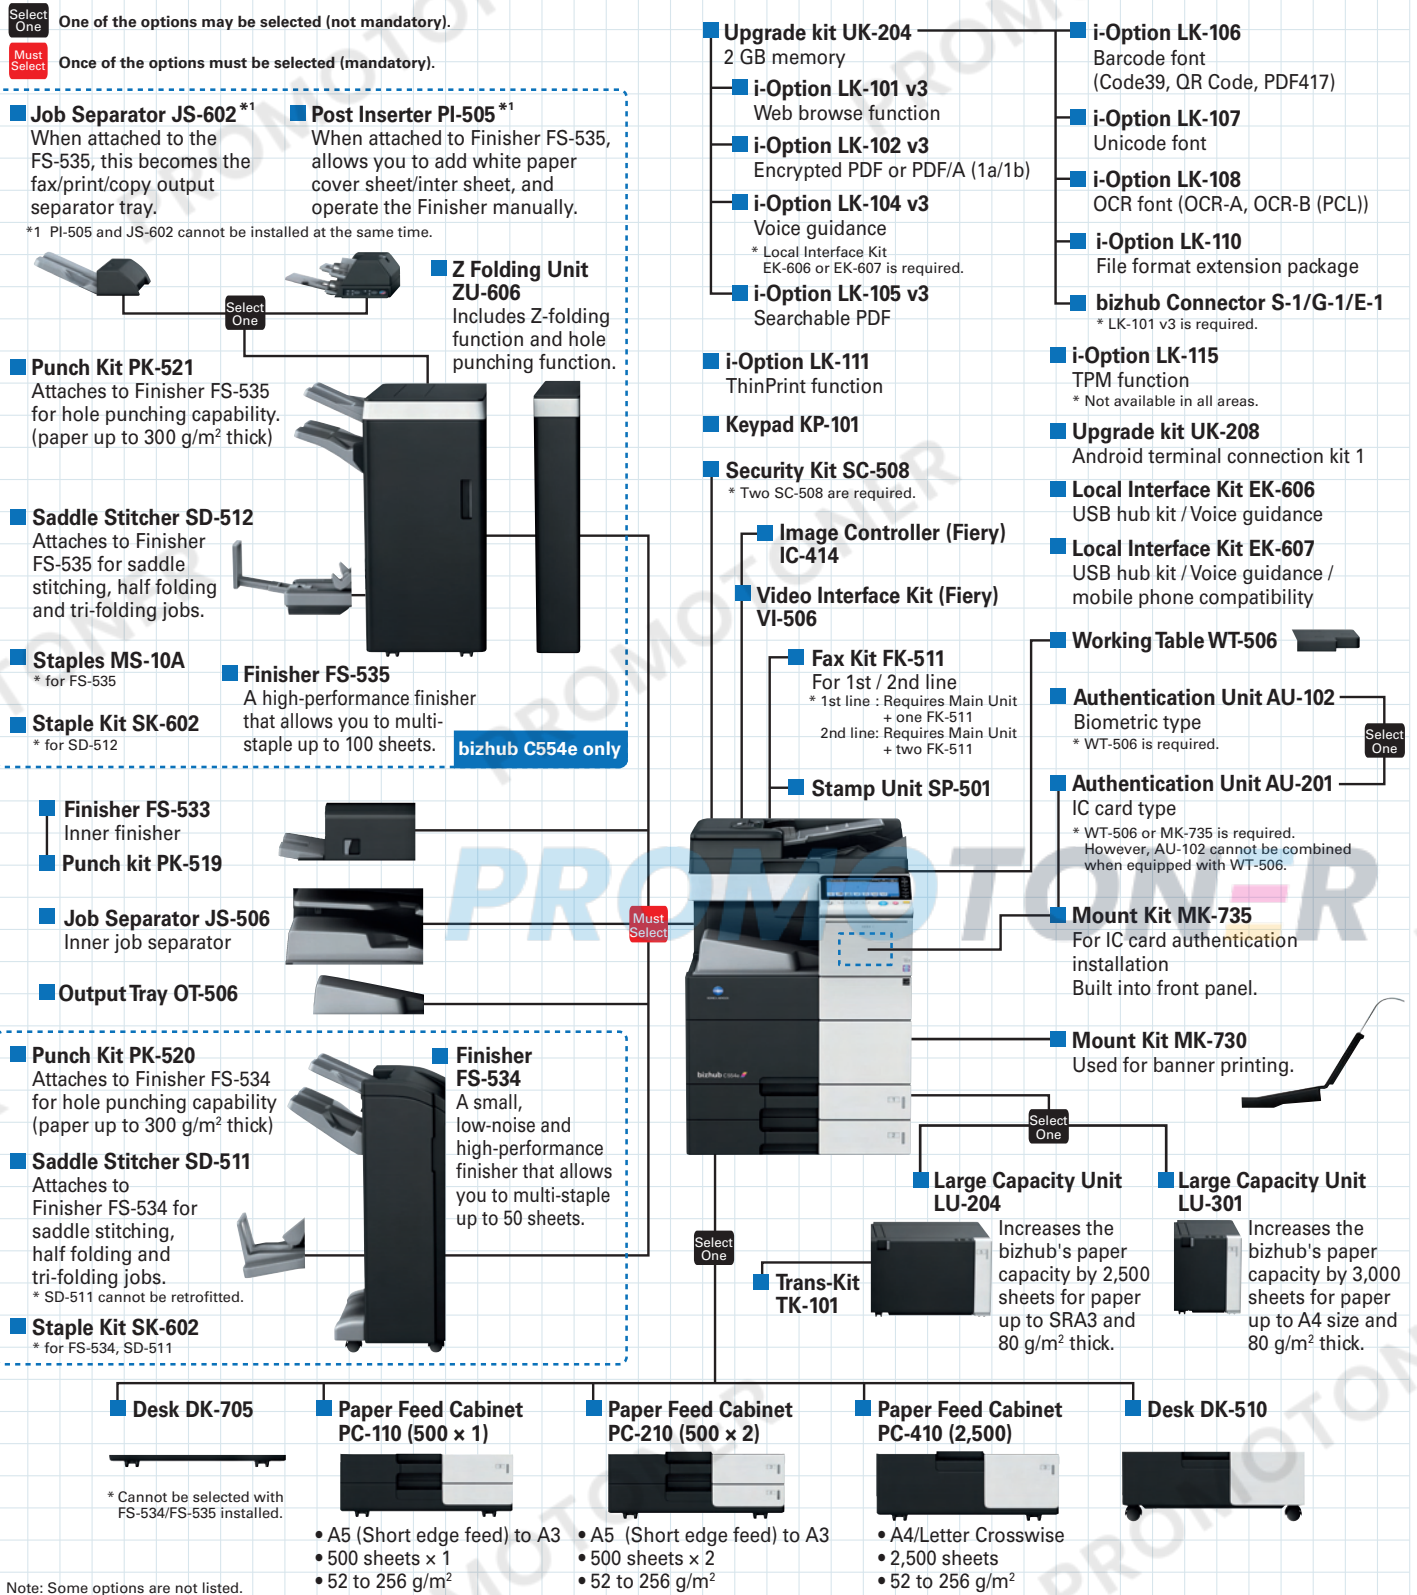 Select
One
One of the options may be selected (not mandatory).
Must
Select
Once of the options must be selected (mandatory).
Job Separator JS-602 *1
When attached to the
FS-535, this becomes the
fax/print/copy output
separator tray.
Post Inserter PI-505 *1
When attached to Finisher FS-535,
allows you to add white paper
cover sheet/inter sheet, and
operate the Finisher manually.
*1 PI-505 and JS-602 cannot be installed at the same time.
Select
One
Z Folding Unit
ZU-606
Includes Z-folding
function and hole
punching function.
Punch Kit PK-521
Attaches to Finisher FS-535
for hole punching capability.
(paper up to 300 g/m² thick)
Saddle Stitcher SD-512
Attaches to Finisher
FS-535 for saddle
stitching, half folding
and tri-folding jobs.
Staples MS-10A
* for FS-535
Staple Kit SK-602
* for SD-512
Finisher FS-535
A high-performance finisher
that allows you to multi-
staple up to 100 sheets.
bizhub C554e only
Finisher FS-533
Inner finisher
Punch kit PK-519
Job Separator JS-506
Inner job separator
Output Tray OT-506
Must
Select
Punch Kit PK-520
Attaches to Finisher FS-534
for hole punching capability
(paper up to 300 g/m² thick)
Saddle Stitcher SD-511
Attaches to
Finisher FS-534 for
saddle stitching,
half folding and
tri-folding jobs.
* SD-511 cannot be retrofitted.
Staple Kit SK-602
* for FS-534, SD-511
Finisher
FS-534
A small,
low-noise and
high-performance
finisher that allows
you to multi-staple
up to 50 sheets.
Upgrade kit UK-204
2 GB memory
i-Option LK-101 v3
Web browse function
i-Option LK-102 v3
Encrypted PDF or PDF/A (1a/1b)
i-Option LK-104 v3
Voice guidance
* Local Interface Kit
EK-606 or EK-607 is required.
i-Option LK-105 v3
Searchable PDF
i-Option LK-106
Barcode font
(Code39, QR Code, PDF417)
i-Option LK-107
Unicode font
i-Option LK-108
OCR font (OCR-A, OCR-B (PCL))
i-Option LK-110
File format extension package
bizhub Connector S-1/G-1/E-1
* LK-101 v3 is required.
i-Option LK-111
ThinPrint function
Keypad KP-101
Security Kit SC-508
* Two SC-508 are required.
Image Controller (Fiery)
IC-414
Video Interface Kit (Fiery)
VI-506
Fax Kit FK-511
For 1st / 2nd line
* 1st line : Requires Main Unit
+ one FK-511
2nd line: Requires Main Unit
+ two FK-511
Stamp Unit SP-501
i-Option LK-115
TPM function
* Not available in all areas.
Upgrade kit UK-208
Android terminal connection kit 1
Local Interface Kit EK-606
USB hub kit / Voice guidance
Local Interface Kit EK-607
USB hub kit / Voice guidance /
mobile phone compatibility
Working Table WT-506
Authentication Unit AU-102
Biometric type
* WT-506 is required.
Select
One
Authentication Unit AU-201
IC card type
* WT-506 or MK-735 is required.
However, AU-102 cannot be combined
when equipped with WT-506.
Mount Kit MK-735
For IC card authentication
installation
Built into front panel.
Mount Kit MK-730
Used for banner printing.
bizhub C554e
Select
One
Large Capacity Unit
LU-204
Increases the
bizhub's paper
capacity by 2,500
sheets for paper
up to SRA3 and
80 g/m² thick.
Large Capacity Unit
LU-301
Increases the
bizhub's paper
capacity by 3,000
sheets for paper
up to A4 size and
80 g/m² thick.
Select
One
Trans-Kit
TK-101
Desk DK-705
* Cannot be selected with
FS-534/FS-535 installed.
Paper Feed Cabinet
PC-110 (500 × 1)
• A5 (Short edge feed) to A3
• 500 sheets × 1
• 52 to 256 g/m²
Paper Feed Cabinet
PC-210 (500 × 2)
• A5 (Short edge feed) to A3
• 500 sheets × 2
• 52 to 256 g/m²
Paper Feed Cabinet
PC-410 (2,500)
• A4/Letter Crosswise
• 2,500 sheets
• 52 to 256 g/m²
Desk DK-510
Note: Some options are not listed.
PROMOTONER
PROMOTONER
PROMOTONER
PROMOTONER